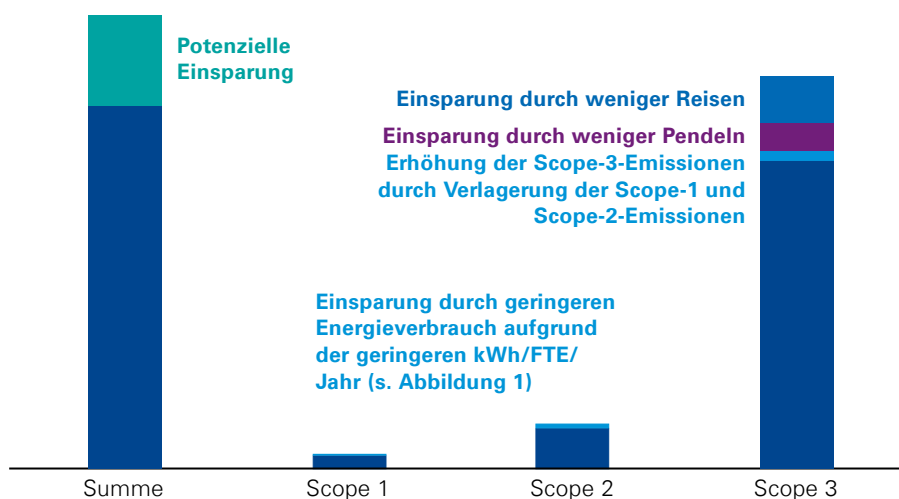 Potenzielle
Einsparung
Einsparung durch weniger Reisen
Einsparung durch weniger Pendeln
Erhöhung der Scope-3-Emissionen
durch Verlagerung der Scope-1 und
Scope-2-Emissionen
Einsparung durch geringeren
Energieverbrauch aufgrund
der geringeren kWh/FTE/
Jahr (s. Abbildung 1)
Summe
Scope 1
Scope 2
Scope 3